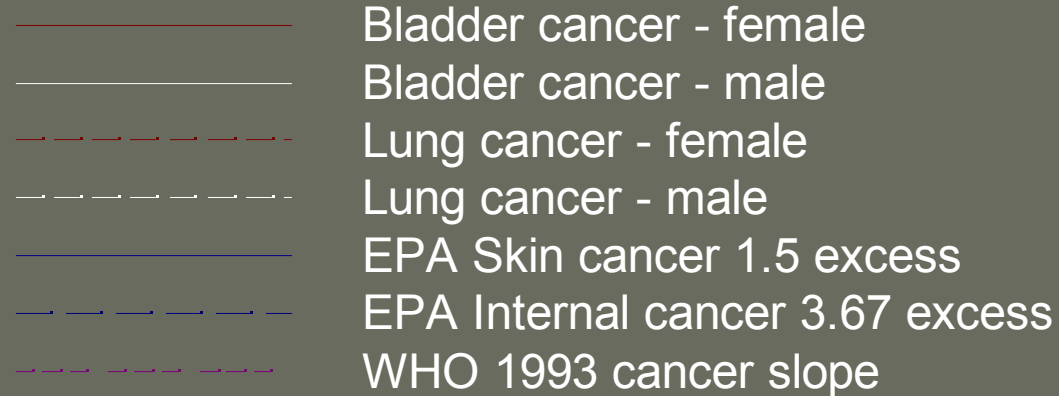 Bladder cancer - female
Bladder cancer - male
Lung cancer - female
Lung cancer - male
EPA Skin cancer 1.5 excess
EPA Internal cancer 3.67 excess
WHO 1993 cancer slope